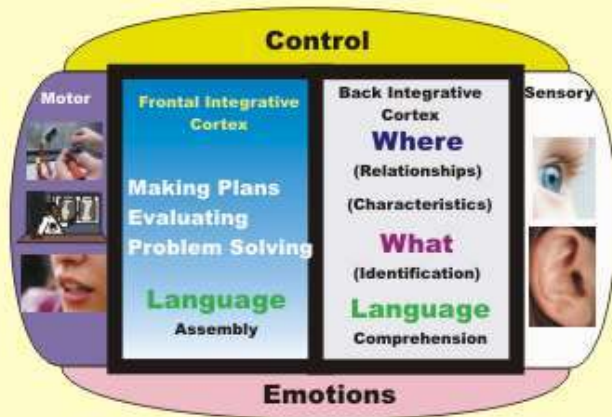 Control
Motor
Frontal Integrative
Cortex
Making Plans
Evaluating
Problem Solving
Language
Assembly
Back Integrative
Cortex
Where
(Relationships)
(Characteristics)
What
(Identification)
Language
Comprehension
Sensory
Emotions